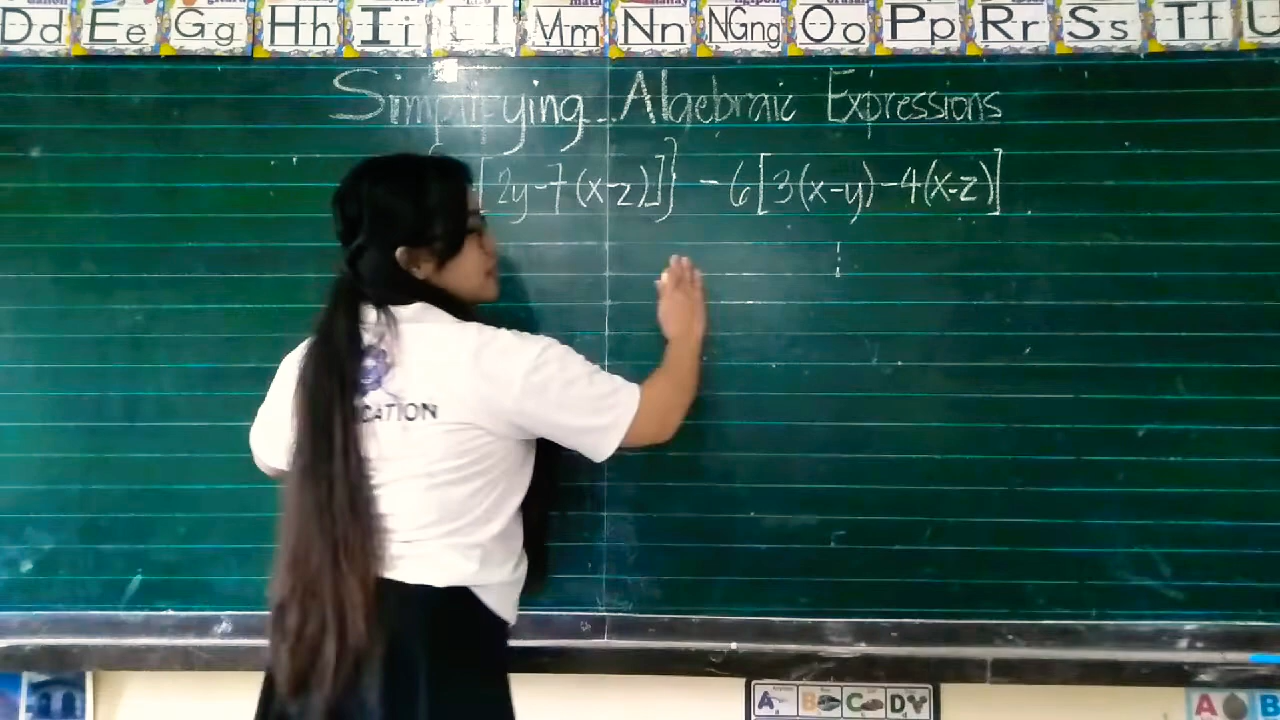 Dd Ee Gg Hh Ii Mm Nn NGng Oo Pp Rr Ss Tt U
Simplifying Algebraic Expressions
[2y-7(x-z)]} - 6[3(x-y)-4(x-z)]
CATION
A B C D
A B